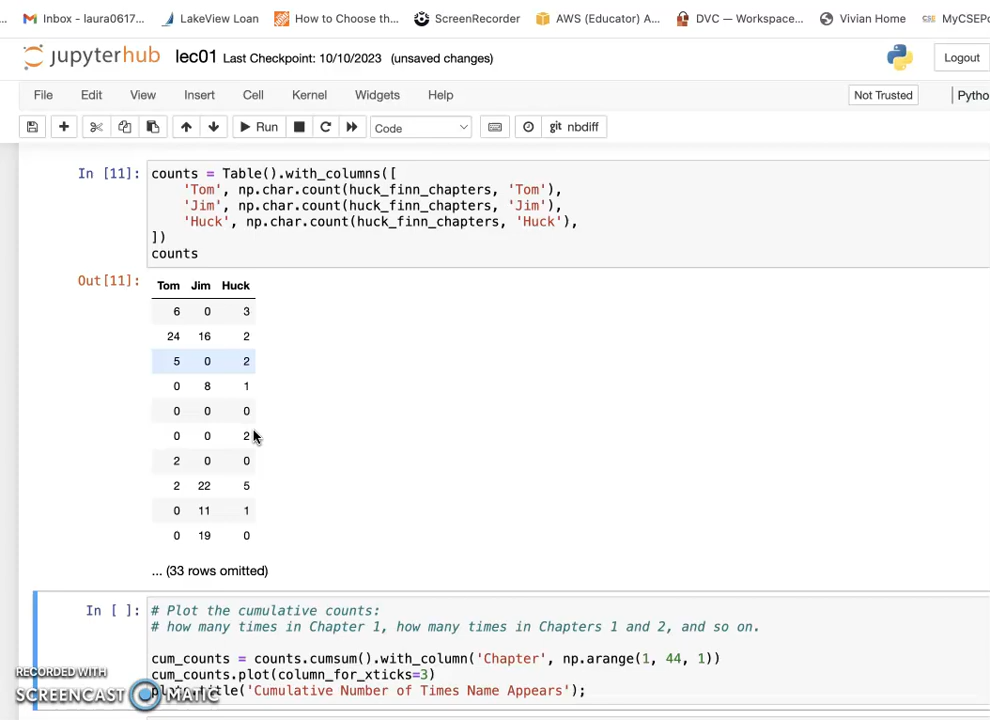 Inbox - laura0617... LakeView Loan How to Choose the... ScreenRecorder AWS (Educator) A... DVC — Workspace... Vivian Home CSU MyCSEPo
jupyterhub lec01 Last Checkpoint: 10/10/2023 (unsaved changes) Logout
File Edit View Insert Cell Kernel Widgets Help Not Trusted Pytho
Run Code git nbdiff
In [11]: counts = Table().with_columns([
'Tom', np.char.count(huck_finn_chapters, 'Tom'),
'Jim', np.char.count(huck_finn_chapters, 'Jim'),
'Huck', np.char.count(huck_finn_chapters, 'Huck'),
])
counts
Out[11]: Tom Jim Huck
6 0 3
24 16 2
5 0 2
0 8 1
0 0 0
0 0 2
2 0 0
2 22 5
0 11 1
0 19 0
... (33 rows omitted)
In [ ]: # Plot the cumulative counts:
# how many times in Chapter 1, how many times in Chapters 1 and 2, and so on.
cum_counts = counts.cumsum().with_column('Chapter', np.arange(1, 44, 1))
cum_counts.plot(column_for_xticks=3)
plots.title('Cumulative Number of Times Name Appears');
RECORDED WITH
SCREENCAST MATIC